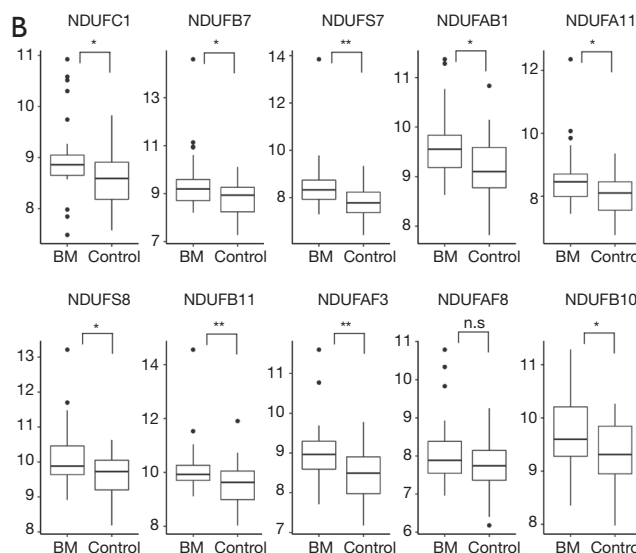 B
NDUFC1 NDUFB7 NDUFS7 NDUFAB1 NDUFA11
* * ** * *
11
10
9
8
BM Control
13
11
9
7
BM Control
14
12
10
8
BM Control
11
10
9
8
BM Control
12
10
8
BM Control
NDUFS8 NDUFB11 NDUFAF3 NDUFAF8 NDUFB10
* ** ** n.s *
13
12
11
10
9
8
BM Control
14
12
10
8
BM Control
11
10
9
8
7
BM Control
11
10
9
8
7
6
BM Control
11
10
9
8
BM Control